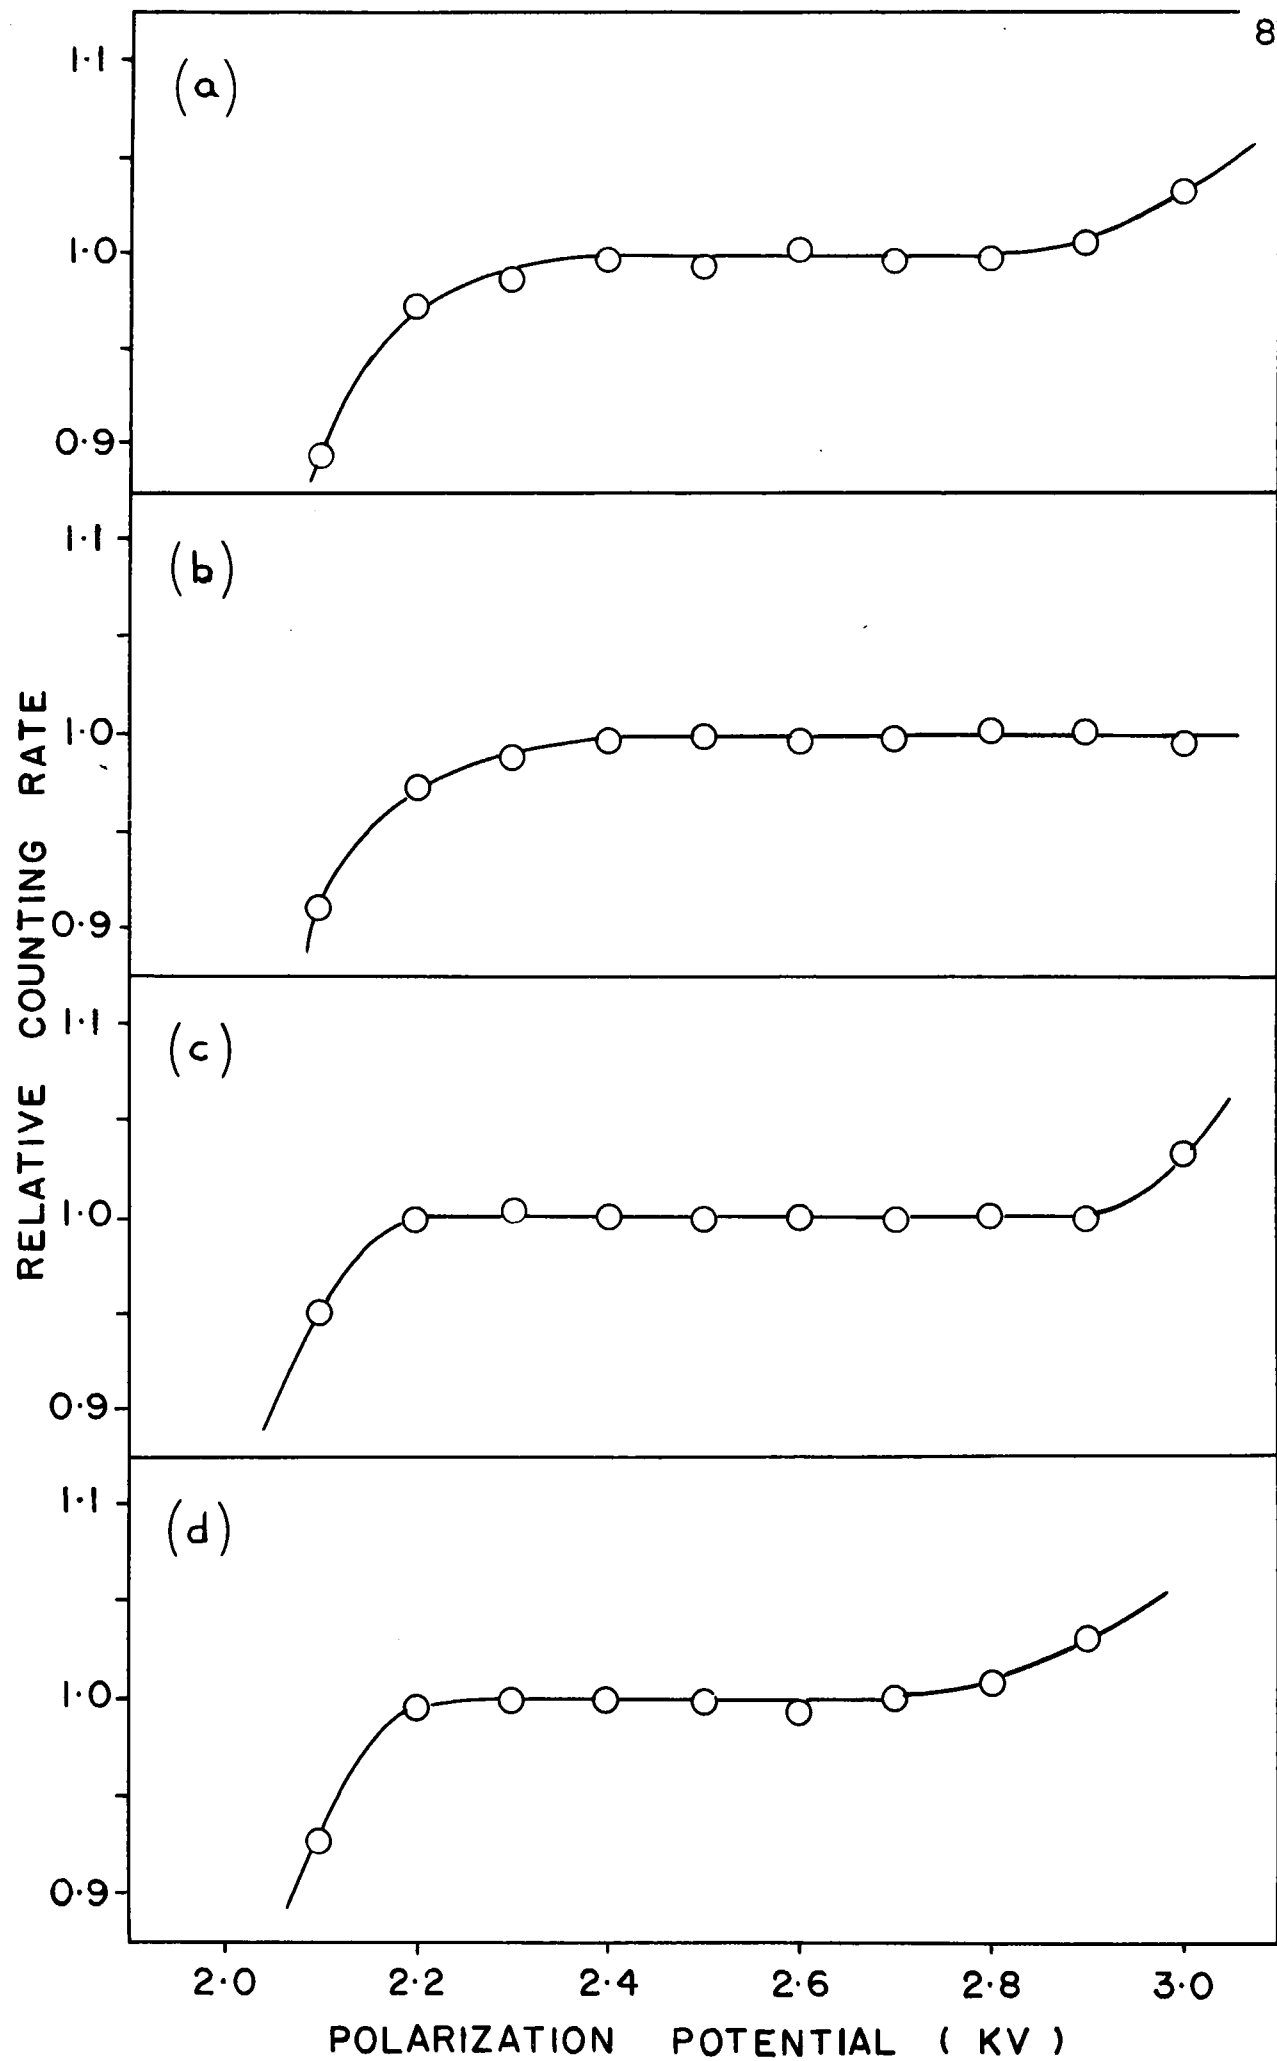 8
(a)
1·1
1·0
0·9
(b)
1·1
1·0
0·9
(c)
1·1
1·0
0·9
(d)
1·1
1·0
0·9
RELATIVE COUNTING RATE
2·0 2·2 2·4 2·6 2·8 3·0
POLARIZATION POTENTIAL ( KV )